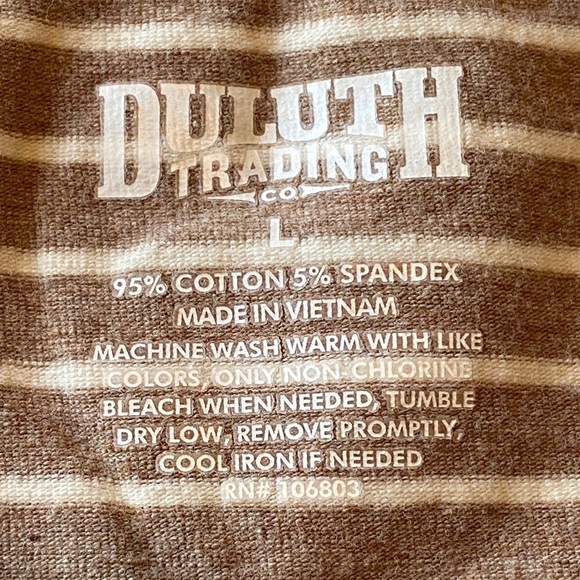 DULUTH
TRADING
CO
L
95% COTTON 5% SPANDEX
MADE IN VIETNAM
MACHINE WASH WARM WITH LIKE
COLORS, ONLY NON-CHLORINE
BLEACH WHEN NEEDED, TUMBLE
DRY LOW, REMOVE PROMPTLY,
COOL IRON IF NEEDED
RN# 106803